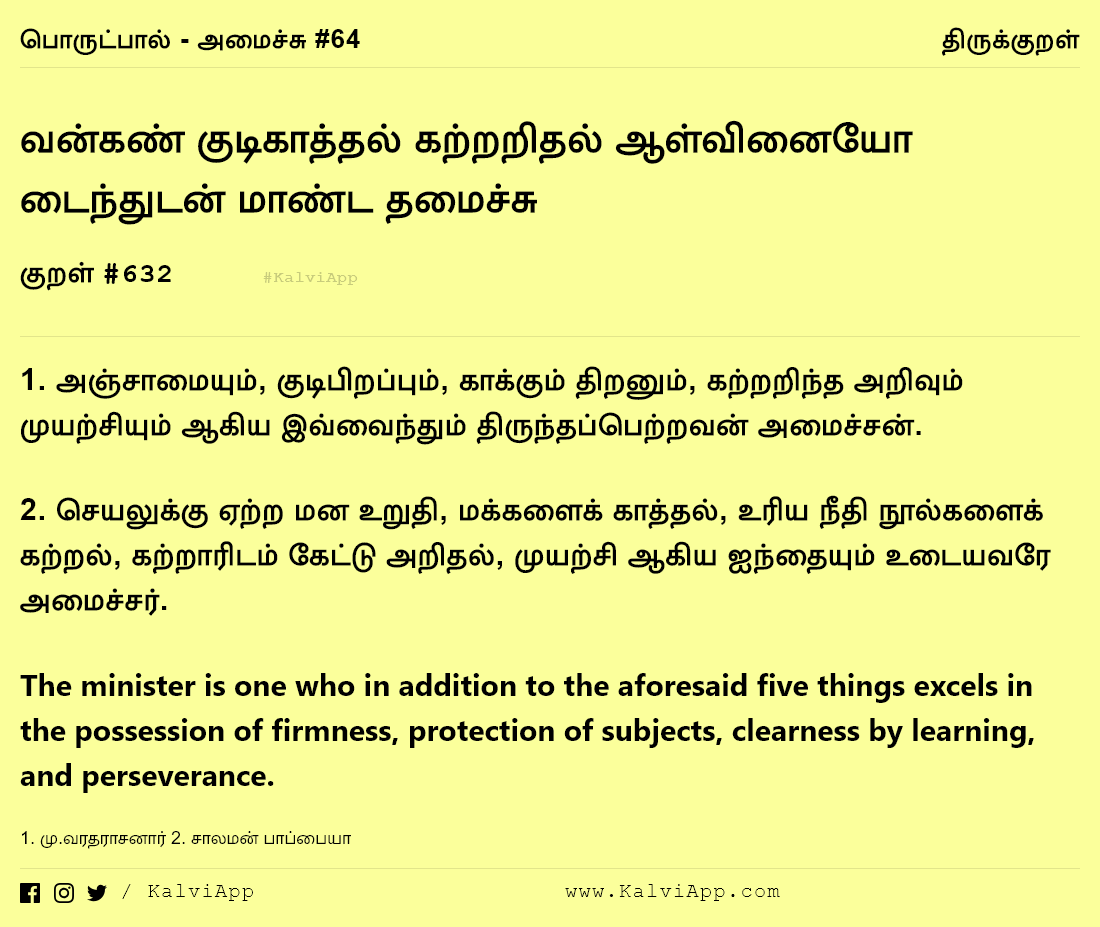 பொருட்பால் - அமைச்சு #64
திருக்குறள்
வன்கண் குடிகாத்தல் கற்றறிதல் ஆள்வினையோ
டைந்துடன் மாண்ட தமைச்சு
குறள் #632
#KalviApp
1. அஞ்சாமையும், குடிபிறப்பும், காக்கும் திறனும், கற்றறிந்த அறிவும்
முயற்சியும் ஆகிய இவ்வைந்தும் திருந்தப்பெற்றவன் அமைச்சன்.
2. செயலுக்கு ஏற்ற மன உறுதி, மக்களைக் காத்தல், உரிய நீதி நூல்களைக்
கற்றல், கற்றாரிடம் கேட்டு அறிதல், முயற்சி ஆகிய ஐந்தையும் உடையவரே
அமைச்சர்.
The minister is one who in addition to the aforesaid five things excels in
the possession of firmness, protection of subjects, clearness by learning,
and perseverance.
1. மு.வரதராசனார் 2. சாலமன் பாப்பையா
/ KalviApp
www.KalviApp.com